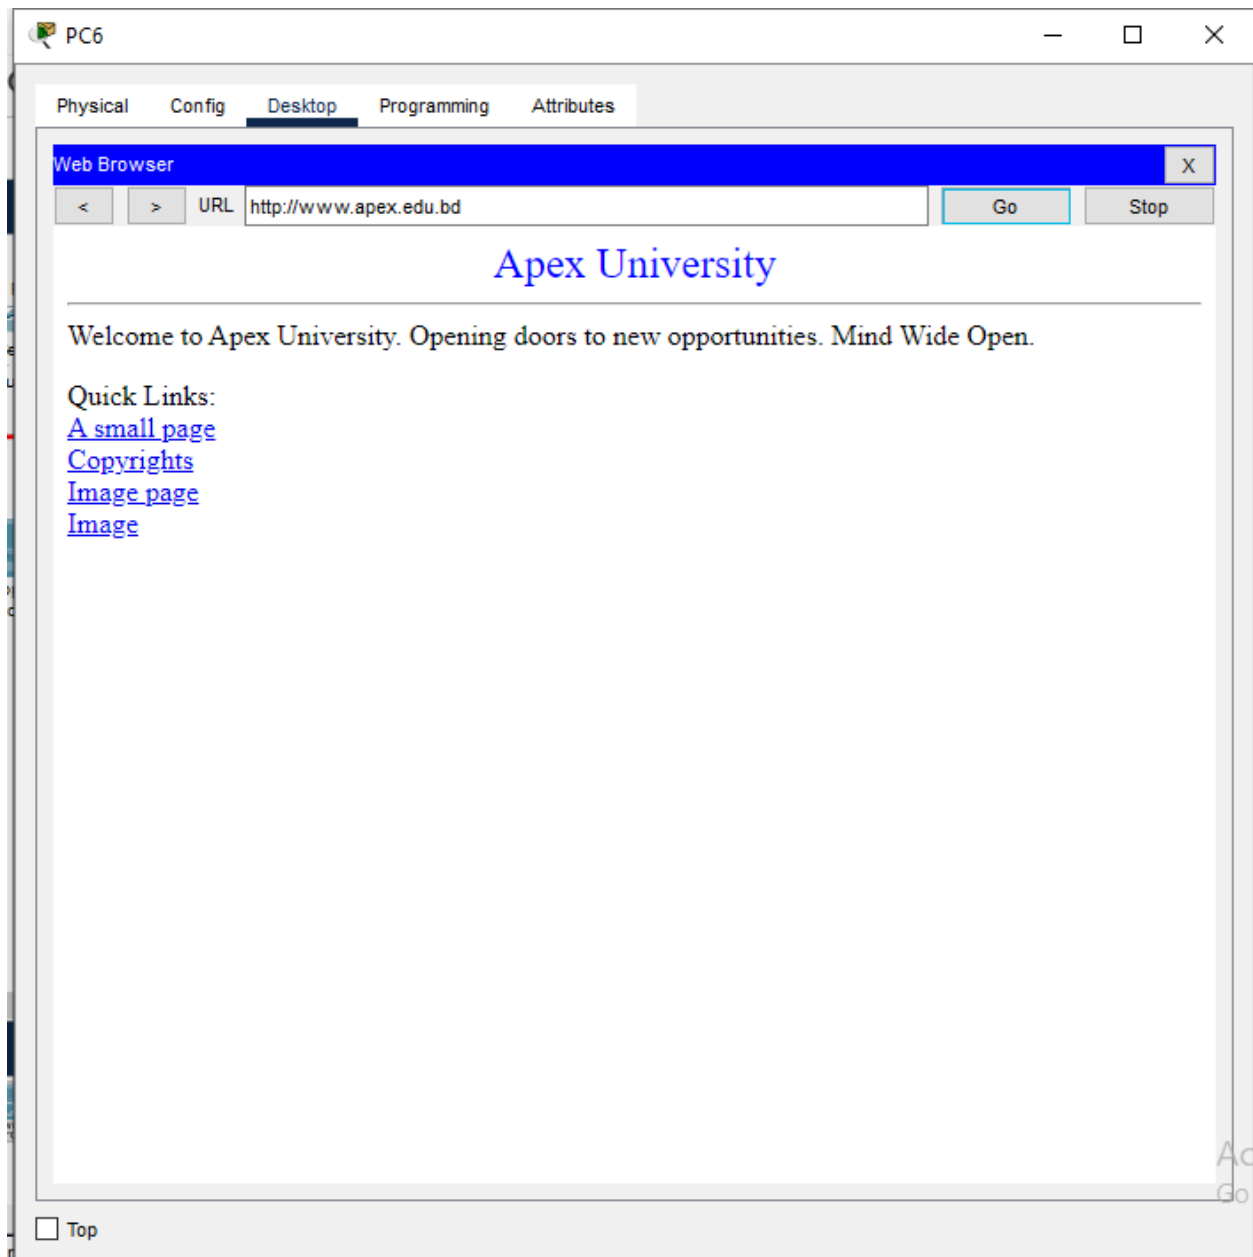 PC6
Physical Config Desktop Programming Attributes
Web Browser X
< > URL http://www.apex.edu.bd Go Stop
Apex University
Welcome to Apex University. Opening doors to new opportunities. Mind Wide Open.
Quick Links:
A small page
Copyrights
Image page
Image
Go
Top